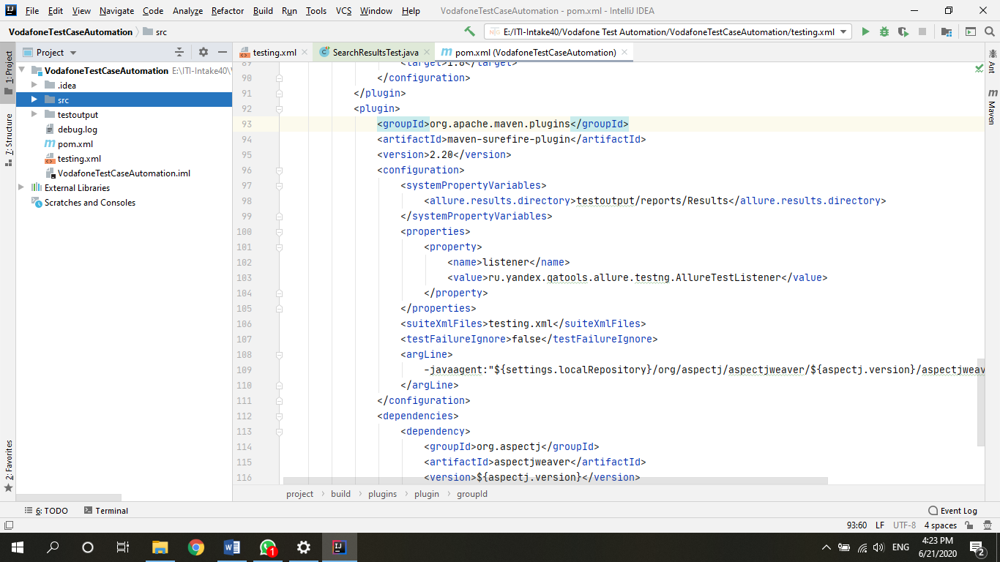 File Edit View Navigate Code Analyze Refactor Build Run Tools VCS Window Help VodafoneTestCaseAutomation - pom.xml - IntelliJ IDEA
VodafoneTestCaseAutomation src E:/ITI-Intake40/Vodafone Test Automation/VodafoneTestCaseAutomation/testing.xml
1: Project
7: Structure
2: Favorites
Project
VodafoneTestCaseAutomation E:\ITI-Intake40\
.idea
src
testoutput
debug.log
pom.xml
testing.xml
VodafoneTestCaseAutomation.iml
External Libraries
Scratches and Consoles
testing.xml SearchResultsTest.java pom.xml (VodafoneTestCaseAutomation)
89 <target>1.8</target>
90 </configuration>
91 </plugin>
92 <plugin>
93 <groupId>org.apache.maven.plugins</groupId>
94 <artifactId>maven-surefire-plugin</artifactId>
95 <version>2.20</version>
96 <configuration>
97 <systemPropertyVariables>
98 <allure.results.directory>testoutput/reports/Results</allure.results.directory>
99 </systemPropertyVariables>
100 <properties>
101 <property>
102 <name>listener</name>
103 <value>ru.yandex.qatools.allure.testng.AllureTestListener</value>
104 </property>
105 </properties>
106 <suiteXmlFiles>testing.xml</suiteXmlFiles>
107 <testFailureIgnore>false</testFailureIgnore>
108 <argLine>
109 -javaagent:"${settings.localRepository}/org/aspectj/aspectjweaver/${aspectj.version}/aspectjweav
110 </argLine>
111 </configuration>
112 <dependencies>
113 <dependency>
114 <groupId>org.aspectj</groupId>
115 <artifactId>aspectjweaver</artifactId>
116 <version>${aspectj.version}</version>
project build plugins plugin groupId
Ant
m
Maven
6: TODO Terminal Event Log
93:60 LF UTF-8 4 spaces
1
ENG
4:23 PM
6/21/2020
2